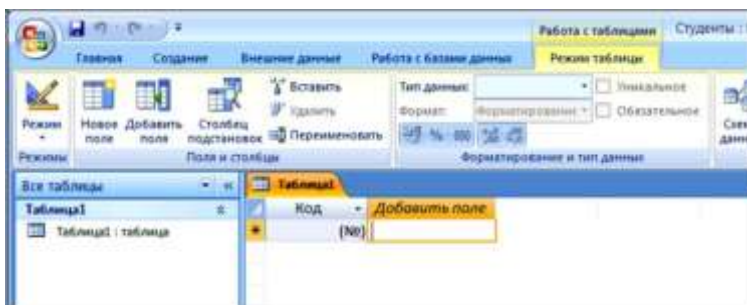 Работа с таблицами Студенты :
Главная Создание Внешние данные Работа с базами данных Режим таблицы
Режим
Новое поле
Добавить поля
Столбец подстановок
Вставить
Удалить
Переименовать
Тип данных:
Формат: Форматирование
Уникальное
Обязательное
Режимы Поля и столбцы Форматирование и тип данных
Все таблицы
Таблица1
Таблица1 : таблица
Таблица1
Код Добавить поле
(№)